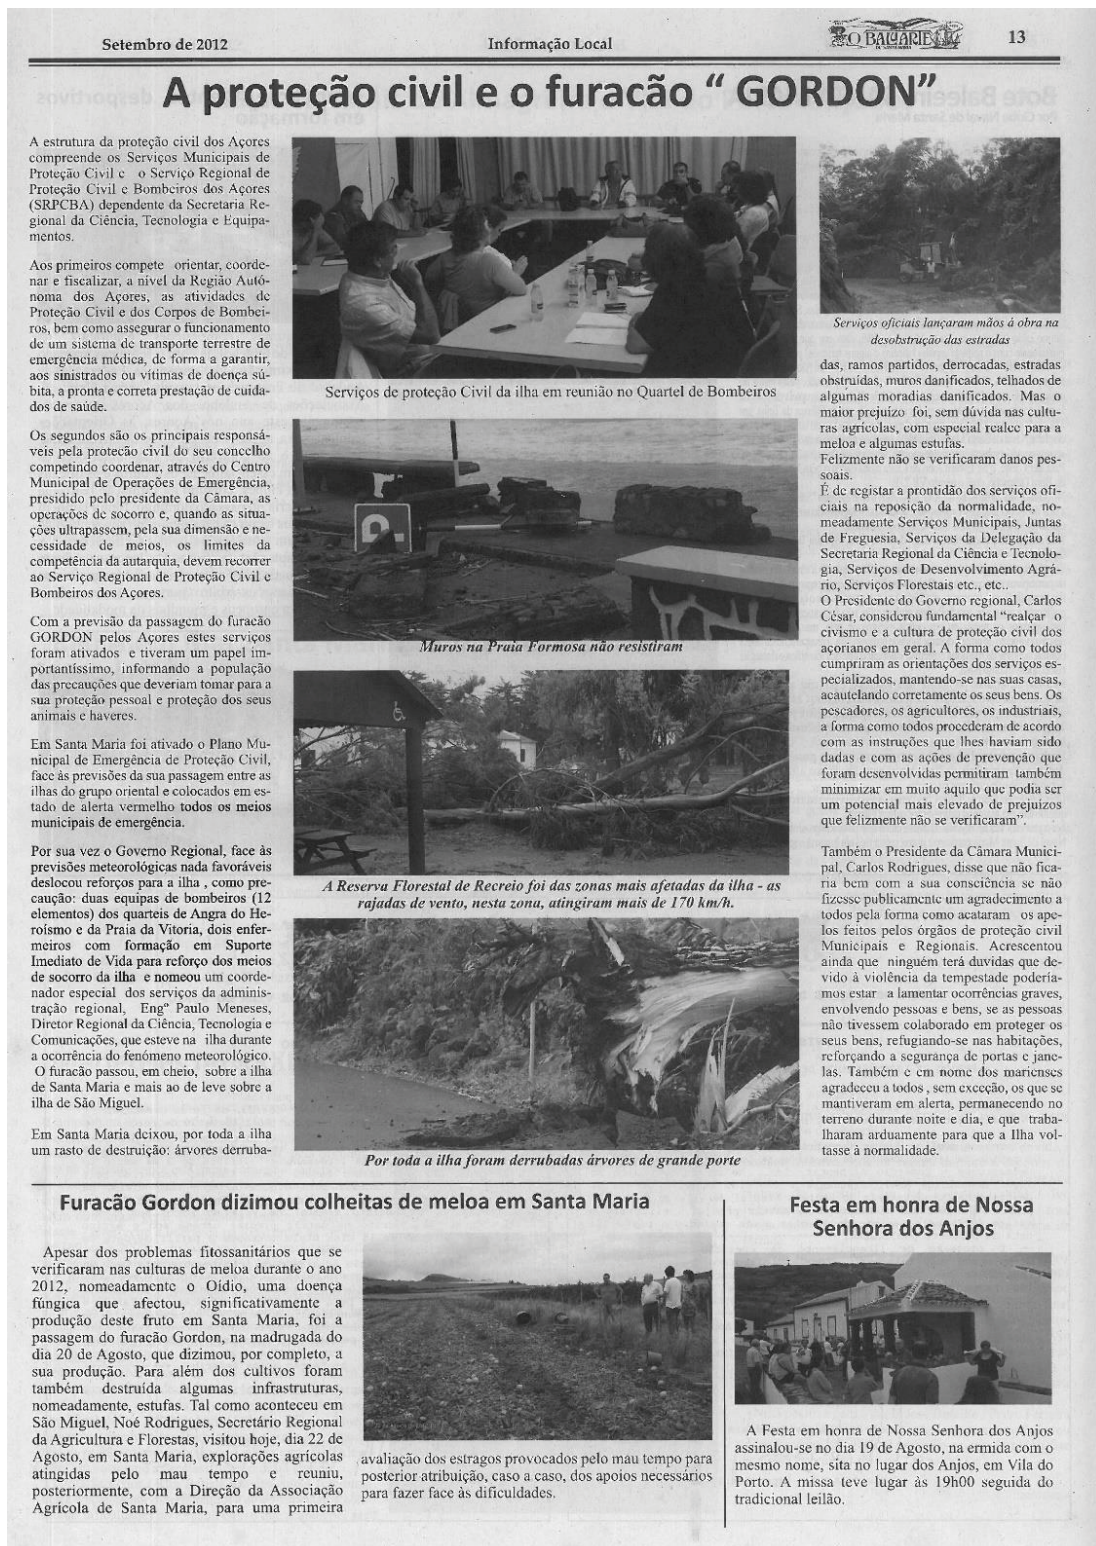 Setembro de 2012
Informação Local
O BALUARTE
DE SANTA MARIA
13
A proteção civil e o furacão “ GORDON”
A estrutura da proteção civil dos Açores
compreende os Serviços Municipais de
Proteção Civil e o Serviço Regional de
Proteção Civil e Bombeiros dos Açores
(SRPCBA) dependente da Secretaria Re-
gional da Ciência, Tecnologia e Equipa-
mentos.
Aos primeiros compete orientar, coorde-
nar e fiscalizar, a nivel da Região Autó-
noma dos Açores, as atividades de
Proteção Civil e dos Corpos de Bombei-
ros, bem como assegurar o funcionamento
de um sistema de transporte terrestre de
emergência médica, de forma a garantir,
aos sinistrados ou vítimas de doença sú-
bita, a pronta e correta prestação de cuida-
dos de saúde.
Os segundos são os principais responsá-
veis pela protecão civil do seu concelho
competindo coordenar, através do Centro
Municipal de Operações de Emergência,
presidido pelo presidente da Câmara, as
operações de socorro e, quando as situa-
ções ultrapassem, pela sua dimensão e ne-
cessidade de meios, os limites da
competência da autarquia, devem recorrer
ao Serviço Regional de Proteção Civil e
Bombeiros dos Açores.
Com a previsão da passagem do furacão
GORDON pelos Açores estes serviços
foram ativados e tiveram um papel im-
portantíssimo, informando a população
das precauções que deveriam tomar para a
sua proteção pessoal e proteção dos seus
animais e haveres.
Em Santa Maria foi ativado o Plano Mu-
nicipal de Emergência de Proteção Civil,
face às previsões da sua passagem entre as
ilhas do grupo oriental e colocados em es-
tado de alerta vermelho todos os meios
municipais de emergência.
Por sua vez o Governo Regional, face às
previsões meteorológicas nada favoráveis
deslocou reforços para a ilha , como pre-
caução: duas equipas de bombeiros (12
elementos) dos quarteis de Angra do He-
roísmo e da Praia da Vitoria, dois enfer-
meiros com formação em Suporte
Imediato de Vida para reforço dos meios
de socorro da ilha e nomeou um coorde-
nador especial dos serviços da adminis-
tração regional, Engº Paulo Meneses,
Diretor Regional da Ciência, Tecnologia e
Comunicações, que esteve na ilha durante
a ocorrência do fenómeno meteorológico.
O furacão passou, em cheio, sobre a ilha
de Santa Maria e mais ao de leve sobre a
ilha de São Miguel.
Em Santa Maria deixou, por toda a ilha
um rasto de destruição: árvores derruba-
Serviços de proteção Civil da ilha em reunião no Quartel de Bombeiros
Muros na Praia Formosa não resistiram
A Reserva Florestal de Recreio foi das zonas mais afetadas da ilha - as
rajadas de vento, nesta zona, atingiram mais de 170 km/h.
Por toda a ilha foram derrubadas árvores de grande porte
Serviços oficiais lançaram mãos á obra na
desobstrução das estradas
das, ramos partidos, derrocadas, estradas
obstruídas, muros danificados, telhados de
algumas moradias danificados. Mas o
maior prejuízo foi, sem dúvida nas cultu-
ras agrícolas, com especial realce para a
meloa e algumas estufas.
Felizmente não se verificaram danos pes-
soais.
É de registar a prontidão dos serviços ofi-
ciais na reposição da normalidade, no-
meadamente Serviços Municipais, Juntas
de Freguesia, Serviços da Delegação da
Secretaria Regional da Ciência e Tecnolo-
gia, Serviços de Desenvolvimento Agrá-
rio, Serviços Florestais etc., etc..
O Presidente do Governo regional, Carlos
César, considerou fundamental “realçar o
civismo e a cultura de proteção civil dos
açorianos em geral. A forma como todos
cumpriram as orientações dos serviços es-
pecializados, mantendo-se nas suas casas,
acautelando corretamente os seus bens. Os
pescadores, os agricultores, os industriais,
a forma como todos procederam de acordo
com as instruções que lhes haviam sido
dadas e com as ações de prevenção que
foram desenvolvidas permitiram também
minimizar em muito aquilo que podia ser
um potencial mais elevado de prejuízos
que felizmente não se verificaram”.
Também o Presidente da Câmara Munici-
pal, Carlos Rodrigues, disse que não fica-
ria bem com a sua consciência se não
fizesse publicamente um agradecimento a
todos pela forma como acataram os ape-
los feitos pelos órgãos de proteção civil
Municipais e Regionais. Acrescentou
ainda que ninguém terá duvidas que de-
vido à violência da tempestade podería-
mos estar a lamentar ocorrências graves,
envolvendo pessoas e bens, se as pessoas
não tivessem colaborado em proteger os
seus bens, refugiando-se nas habitações,
reforçando a segurança de portas e jane-
las. Também e em nome dos marienses
agradeceu a todos , sem exceção, os que se
mantiveram em alerta, permanecendo no
terreno durante noite e dia, e que traba-
lharam arduamente para que a Ilha vol-
tasse à normalidade.
Furacão Gordon dizimou colheitas de meloa em Santa Maria
Apesar dos problemas fitossanitários que se
verificaram nas culturas de meloa durante o ano
2012, nomeadamente o Oídio, uma doença
fúngica que afectou, significativamente a
produção deste fruto em Santa Maria, foi a
passagem do furacão Gordon, na madrugada do
dia 20 de Agosto, que dizimou, por completo, a
sua produção. Para além dos cultivos foram
também destruída algumas infrastruturas,
nomeadamente, estufas. Tal como aconteceu em
São Miguel, Noé Rodrigues, Secretário Regional
da Agricultura e Florestas, visitou hoje, dia 22 de
Agosto, em Santa Maria, explorações agrícolas
atingidas pelo mau tempo e reuniu,
posteriormente, com a Direção da Associação
Agrícola de Santa Maria, para uma primeira
avaliação dos estragos provocados pelo mau tempo para
posterior atribuição, caso a caso, dos apoios necessários
para fazer face às dificuldades.
Festa em honra de Nossa
Senhora dos Anjos
A Festa em honra de Nossa Senhora dos Anjos
assinalou-se no dia 19 de Agosto, na ermida com o
mesmo nome, sita no lugar dos Anjos, em Vila do
Porto. A missa teve lugar às 19h00 seguida do
tradicional leilão.